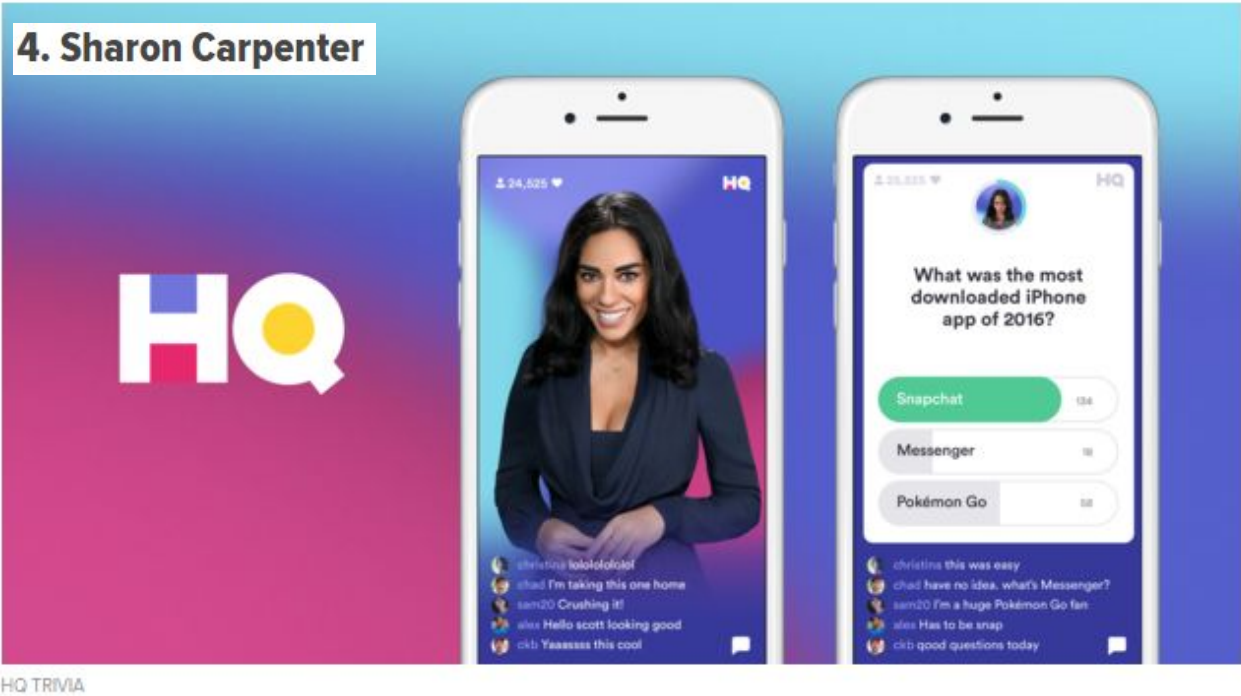 4. Sharon Carpenter
HQ
24,525
HQ
christina lolololololol
chad I'm taking this one home
sam20 Crushing it!
alex Hello scott looking good
ckb Yaaassss this cool
HQ
What was the most
downloaded iPhone
app of 2016?
Snapchat 134
Messenger
Pokémon Go
christina this was easy
chad have no idea. what's Messenger?
sam20 I'm a huge Pokémon Go fan
alex Has to be snap
ckb good questions today
HQ TRIVIA